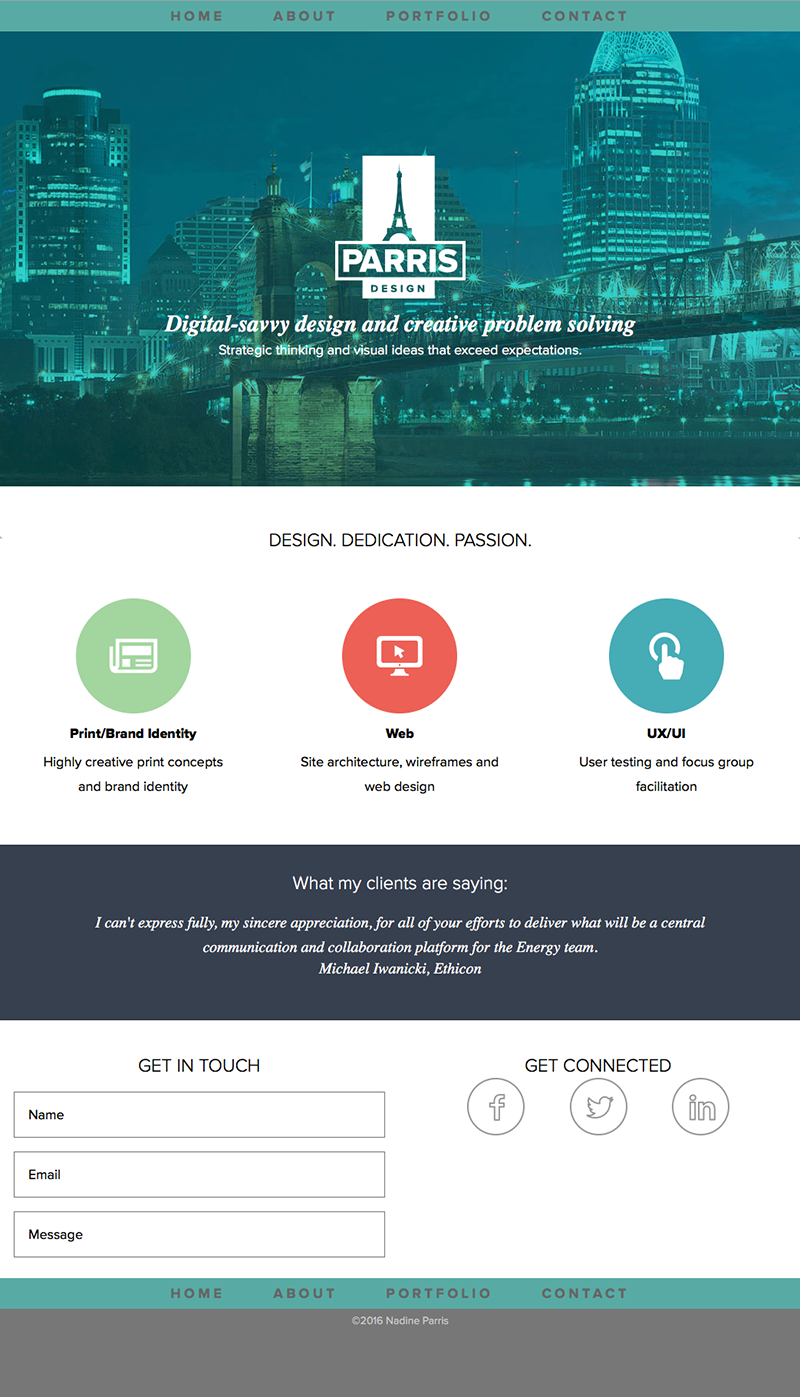 HOME ABOUT PORTFOLIO CONTACT
PARRIS
DESIGN
Digital-savvy design and creative problem solving
Strategic thinking and visual ideas that exceed expectations.
DESIGN. DEDICATION. PASSION.
Print/Brand Identity
Highly creative print concepts
and brand identity
Web
Site architecture, wireframes and
web design
UX/UI
User testing and focus group
facilitation
What my clients are saying:
I can't express fully, my sincere appreciation, for all of your efforts to deliver what will be a central
communication and collaboration platform for the Energy team.
Michael Iwanicki, Ethicon
GET IN TOUCH
Name
Email
Message
GET CONNECTED
f
in
HOME ABOUT PORTFOLIO CONTACT
©2016 Nadine Parris